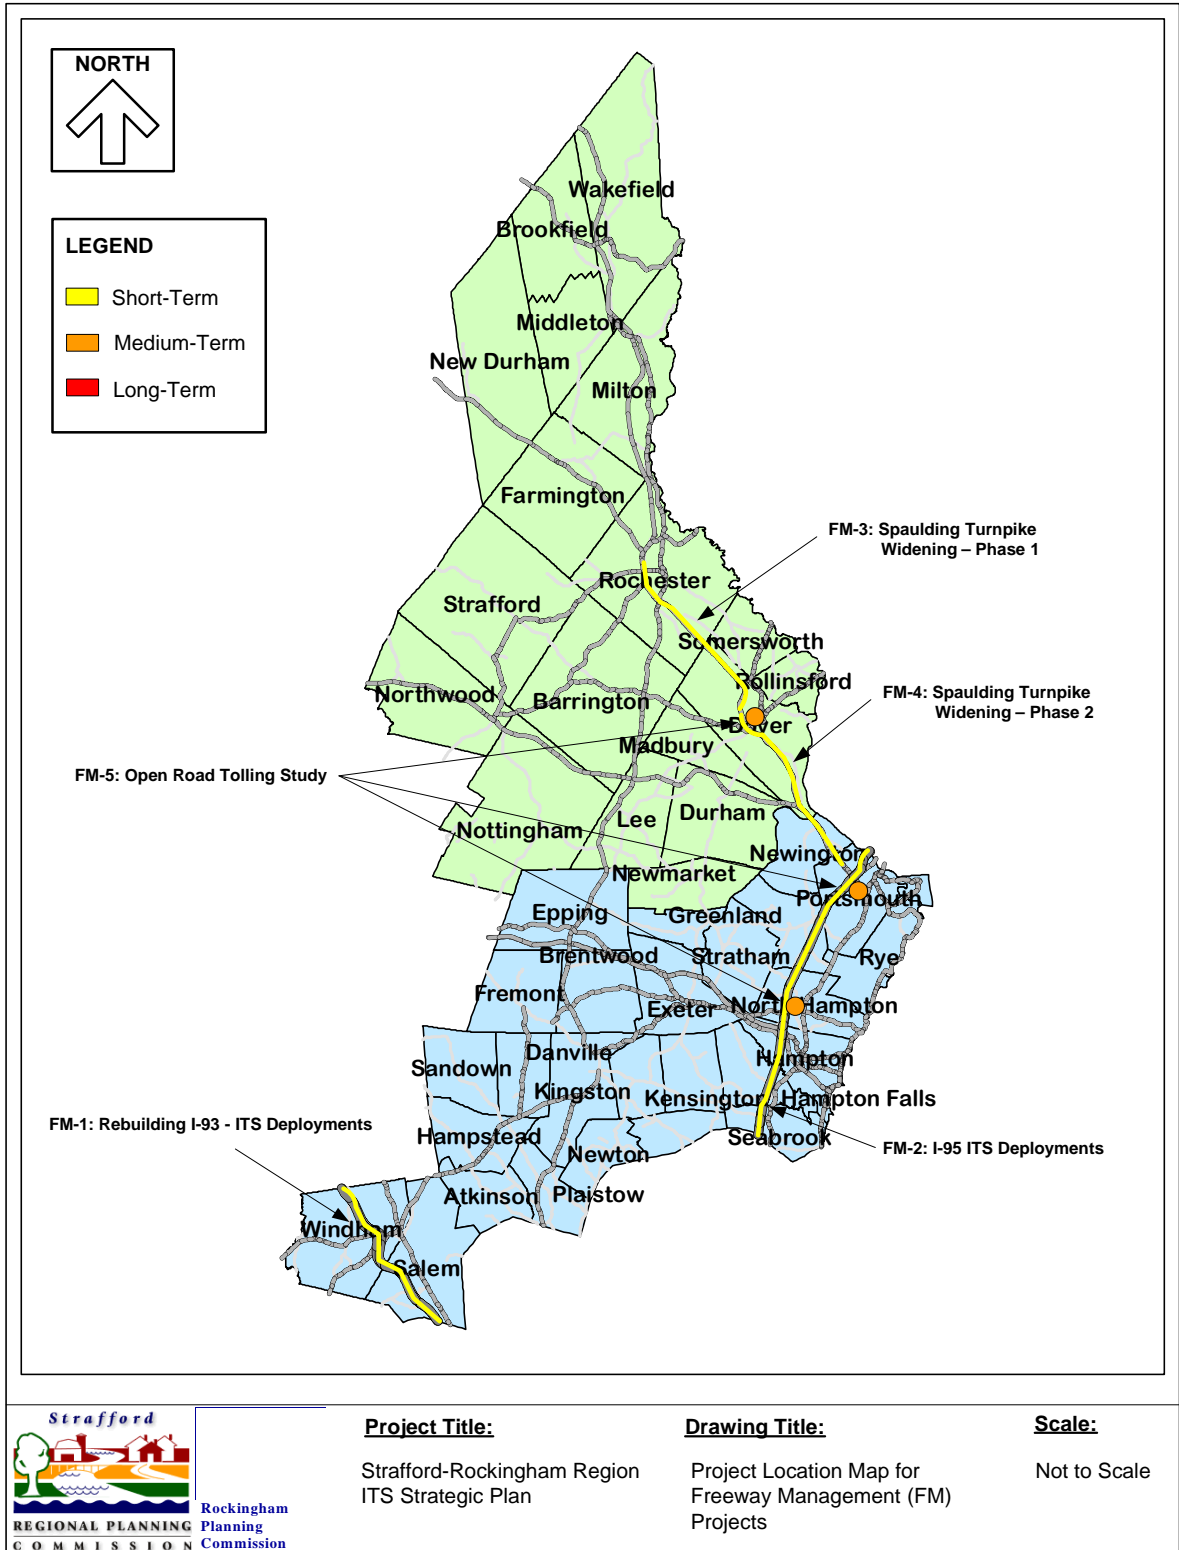 NORTH
LEGEND
Short-Term
Medium-Term
Long-Term
Wakefield
Brookfield
Middleton
New Durham
Milton
Farmington
FM-3: Spaulding Turnpike
Widening – Phase 1
Rochester
Strafford
Somersworth
Rollinsford
FM-4: Spaulding Turnpike
Widening – Phase 2
Northwood
Barrington
Dover
Madbury
FM-5: Open Road Tolling Study
Lee
Durham
Nottingham
Newington
Newmarket
Portsmouth
Epping
Greenland
Brentwood
Stratham
Rye
Fremont
Exeter
North Hampton
Danville
Hampton
Sandown
Kingston
Kensington
Hampton Falls
FM-1: Rebuilding I-93 - ITS Deployments
Hampstead
Seabrook
FM-2: I-95 ITS Deployments
Newton
Atkinson
Plaistow
Windham
Salem
Strafford
REGIONAL PLANNING
COMMISSION
Rockingham
Planning
Commission
Project Title:
Strafford-Rockingham Region
ITS Strategic Plan
Drawing Title:
Project Location Map for
Freeway Management (FM)
Projects
Scale:
Not to Scale